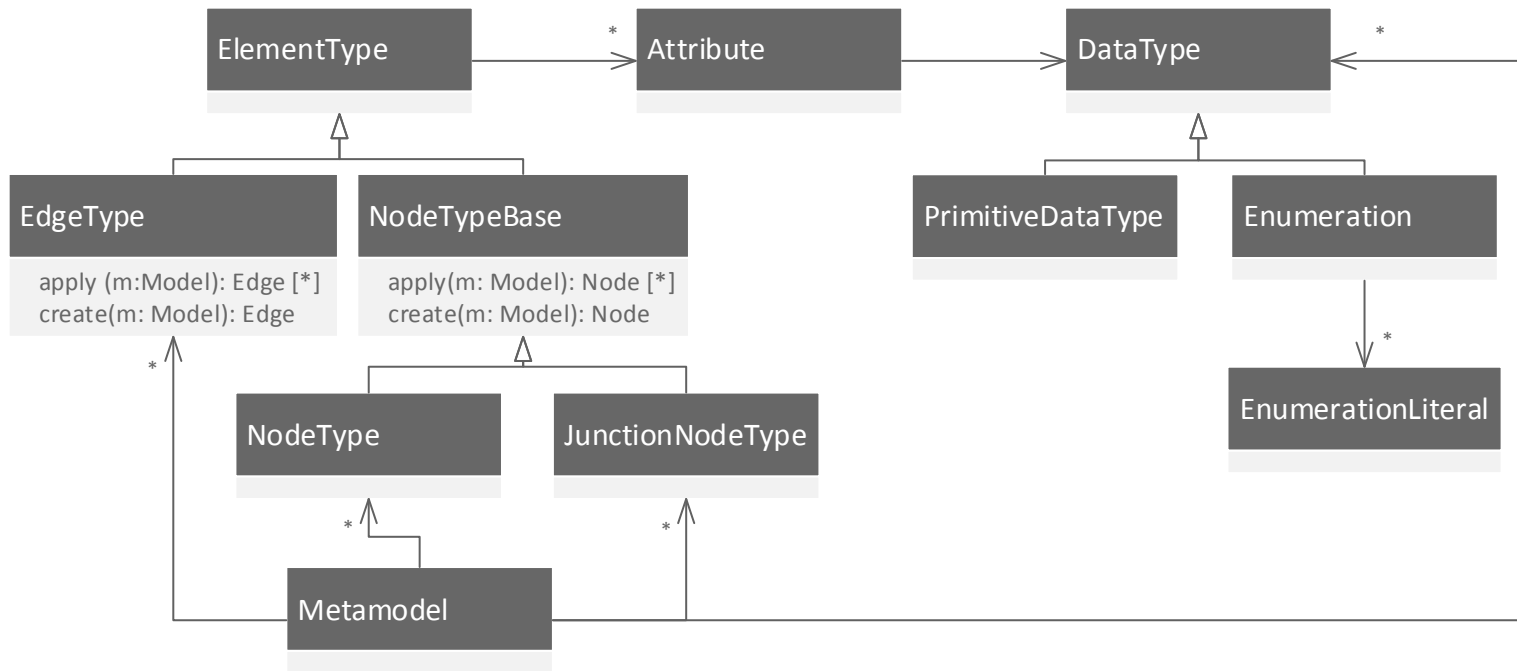 ElementType
*
Attribute
DataType
*
EdgeType
apply (m:Model): Edge [*]
create(m: Model): Edge
NodeTypeBase
apply(m: Model): Node [*]
create(m: Model): Node
PrimitiveDataType
Enumeration
*
*
EnumerationLiteral
NodeType
JunctionNodeType
*
*
Metamodel